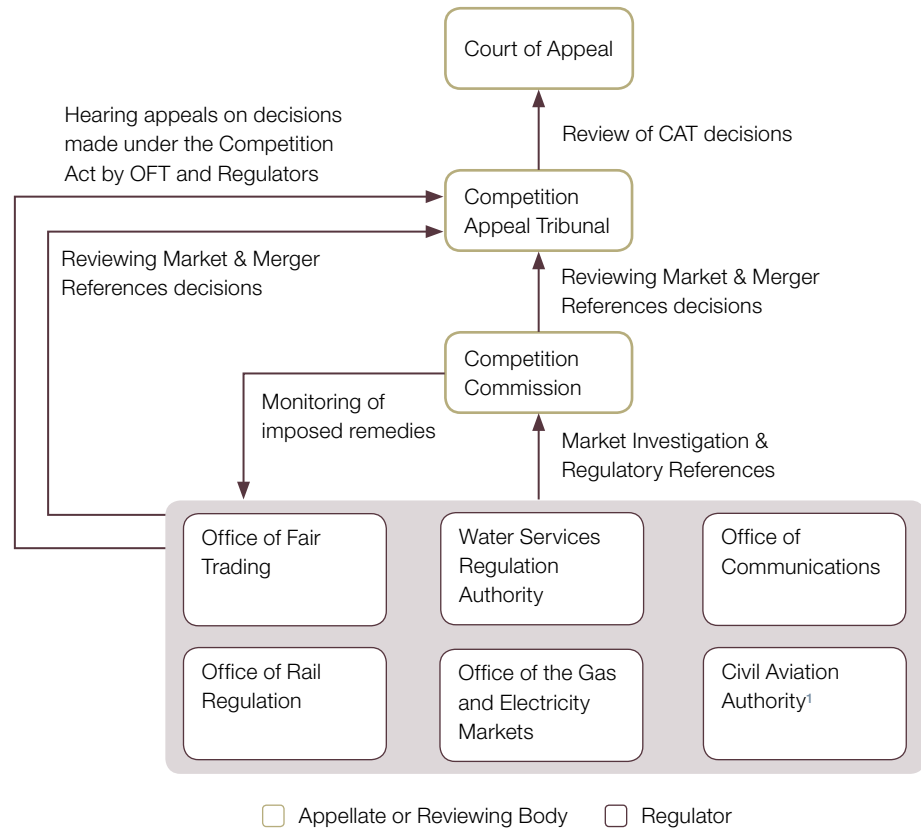 Court of Appeal
Hearing appeals on decisions
made under the Competition
Act by OFT and Regulators
Review of CAT decisions
Competition
Appeal Tribunal
Reviewing Market & Merger
References decisions
Reviewing Market & Merger
References decisions
Competition
Commission
Monitoring of
imposed remedies
Market Investigation &
Regulatory References
Office of Fair
Trading
Water Services
Regulation
Authority
Office of
Communications
Office of Rail
Regulation
Office of the Gas
and Electricity
Markets
Civil Aviation
Authority¹
Appellate or Reviewing Body
Regulator